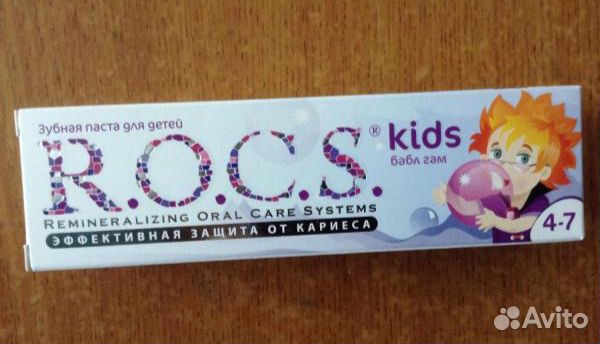 Зубная паста для детей
R.O.C.S.® kids
бабл гам
REMINERALIZING ORAL CARE SYSTEMS
ЭФФЕКТИВНАЯ ЗАЩИТА ОТ КАРИЕСА
4-7
Avito